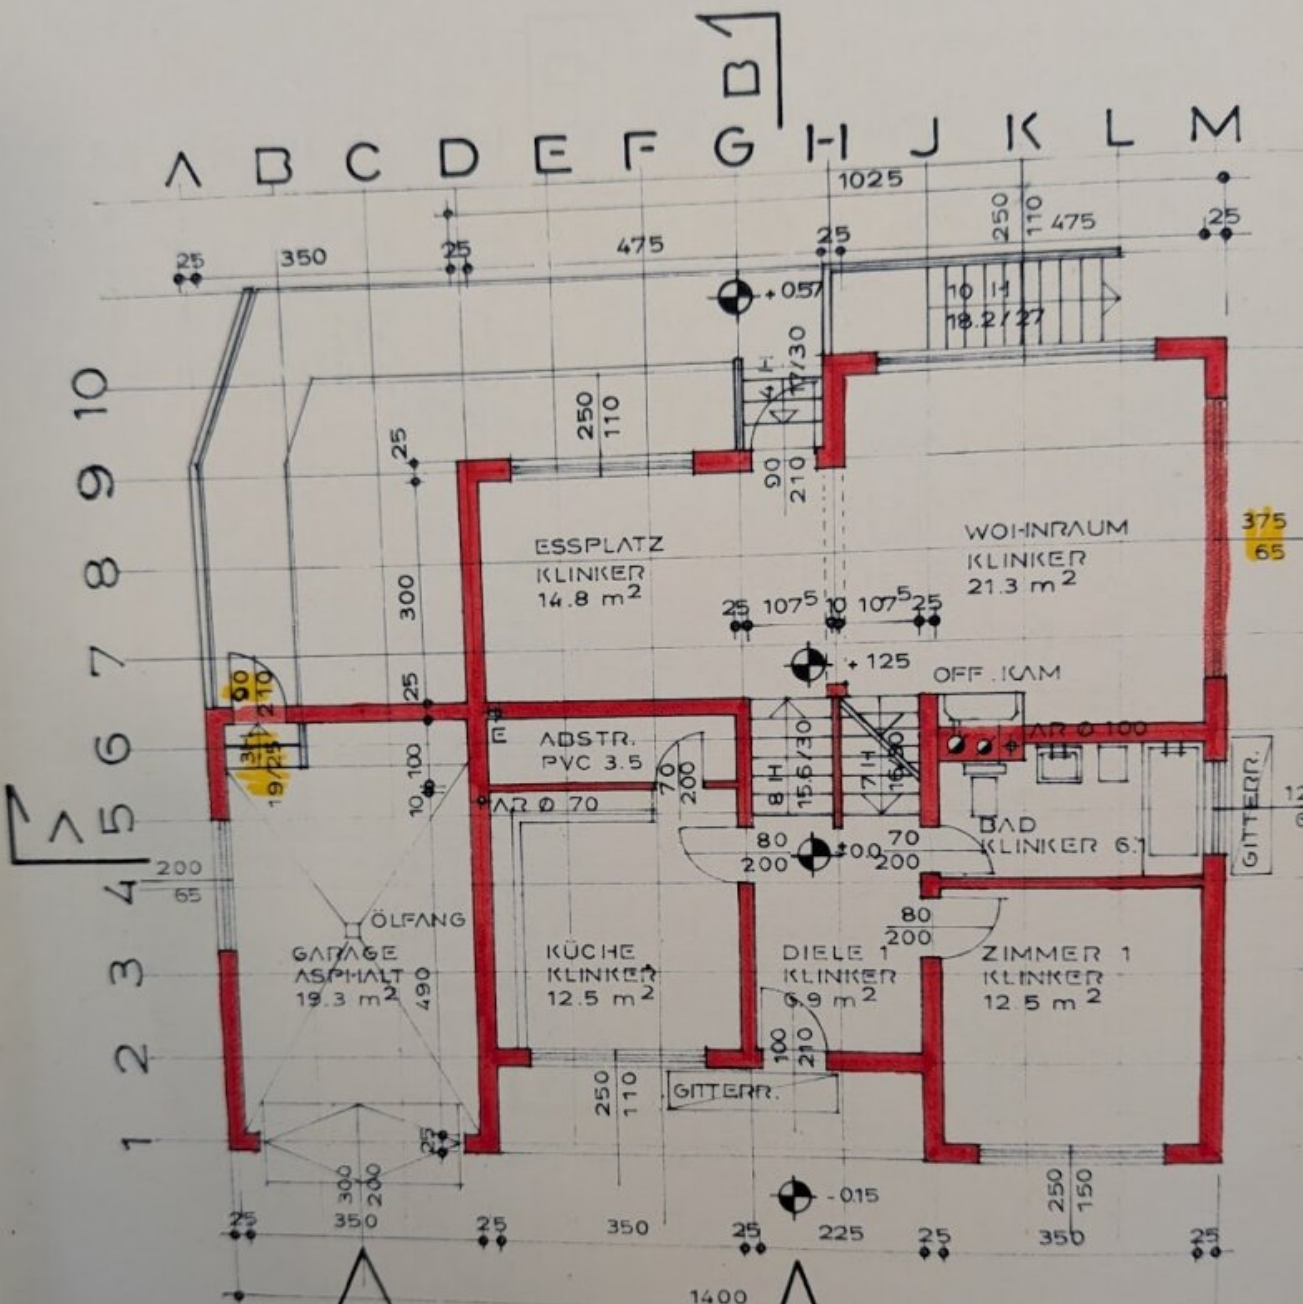 B
A B C D E F G H J K L M
1025
25 350 25 475 25 250 110 475 25
+ 057
10 H
18.2/27
4 H
17/30
10
250 110
25
9
90 210
ESSPLATZ
KLINKER
14.8 m²
WOHNRAUM
KLINKER
21.3 m²
375
65
8
300
25 107⁵ 10 107⁵ 25
7
90 210
25
+ 125
OFF. KAM
6
19/25
E
ABSTR.
PVC 3.5
100
70
200
8 H
15.6/30
7 H
AR Ø 100
GITTERR.
10
AR Ø 70
A
5
80
200
±0.0
70
200
BAD
KLINKER 6.1
200
65
4
ÖLFANG
80
200
GARAGE
ASPHALT
19.3 m²
490
KÜCHE
KLINKER
12.5 m²
DIELE 1
KLINKER
6.9 m²
ZIMMER 1
KLINKER
12.5 m²
3
100 210
2
250 110
GITTERR.
1
25
300 200
- 0.15
250 150
25 350 25 350 25 225 25 350 25
1400